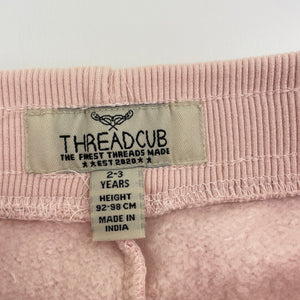 THREADCUB
THE FINEST THREADS MADE
★★EST 2020★★
2-3
YEARS
HEIGHT
92-98 CM
MADE IN
INDIA